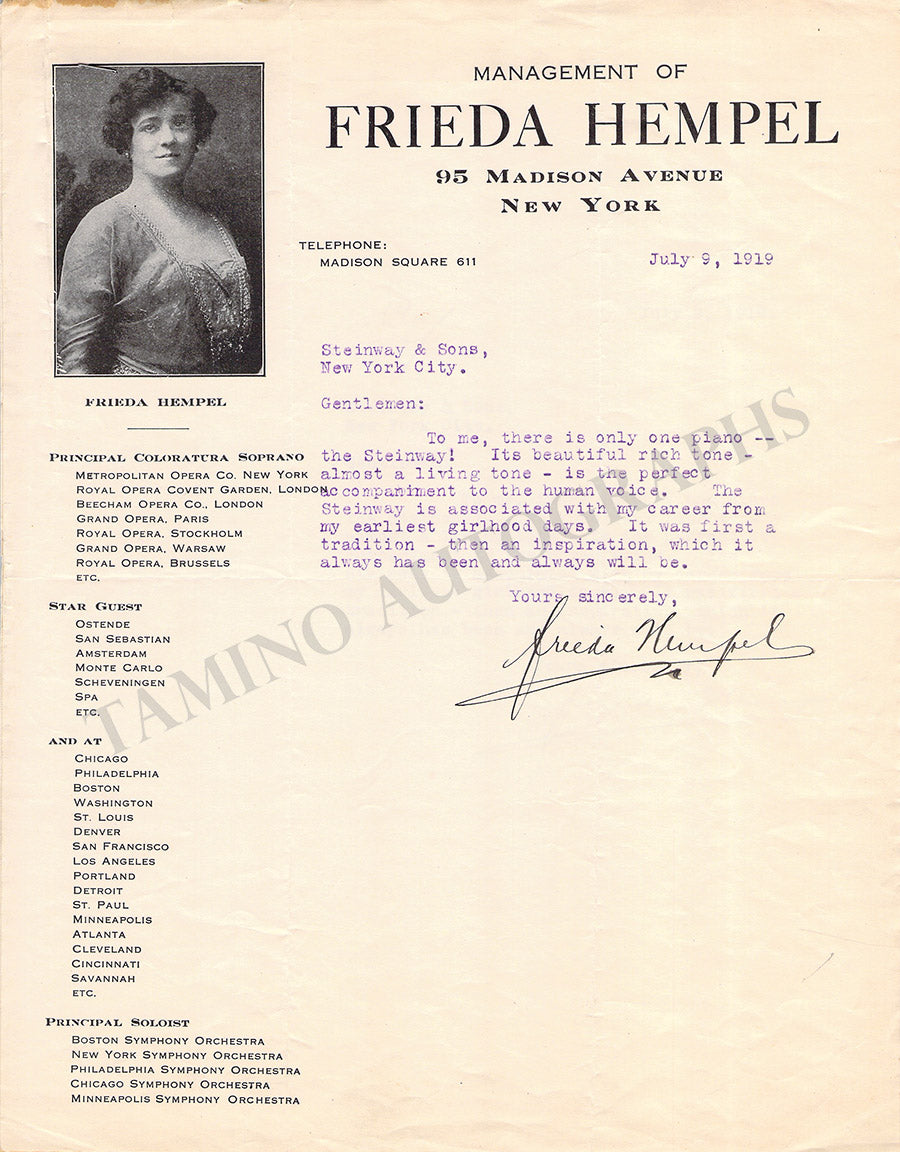 MANAGEMENT OF
FRIEDA HEMPEL
95 MADISON AVENUE
NEW YORK
TELEPHONE:
MADISON SQUARE 611
July 9, 1919
Steinway & Sons,
New York City.
Gentlemen:
To me, there is only one piano --
the Steinway! Its beautiful rich tone -
almost a living tone - is the perfect
accompaniment to the human voice. The
Steinway is associated with my career from
my earliest girlhood days. It was first a
tradition - then an inspiration, which it
always has been and always will be.
Yours sincerely,
Frieda Hempel
FRIEDA HEMPEL
PRINCIPAL COLORATURA SOPRANO
METROPOLITAN OPERA CO. NEW YORK
ROYAL OPERA COVENT GARDEN, LONDON
BEECHAM OPERA CO., LONDON
GRAND OPERA, PARIS
ROYAL OPERA, STOCKHOLM
GRAND OPERA, WARSAW
ROYAL OPERA, BRUSSELS
ETC.
STAR GUEST
OSTENDE
SAN SEBASTIAN
AMSTERDAM
MONTE CARLO
SCHEVENINGEN
SPA
ETC.
AND AT
CHICAGO
PHILADELPHIA
BOSTON
WASHINGTON
ST. LOUIS
DENVER
SAN FRANCISCO
LOS ANGELES
PORTLAND
DETROIT
ST. PAUL
MINNEAPOLIS
ATLANTA
CLEVELAND
CINCINNATI
SAVANNAH
ETC.
PRINCIPAL SOLOIST
BOSTON SYMPHONY ORCHESTRA
NEW YORK SYMPHONY ORCHESTRA
PHILADELPHIA SYMPHONY ORCHESTRA
CHICAGO SYMPHONY ORCHESTRA
MINNEAPOLIS SYMPHONY ORCHESTRA
TAMINO AUTOGRAPHS